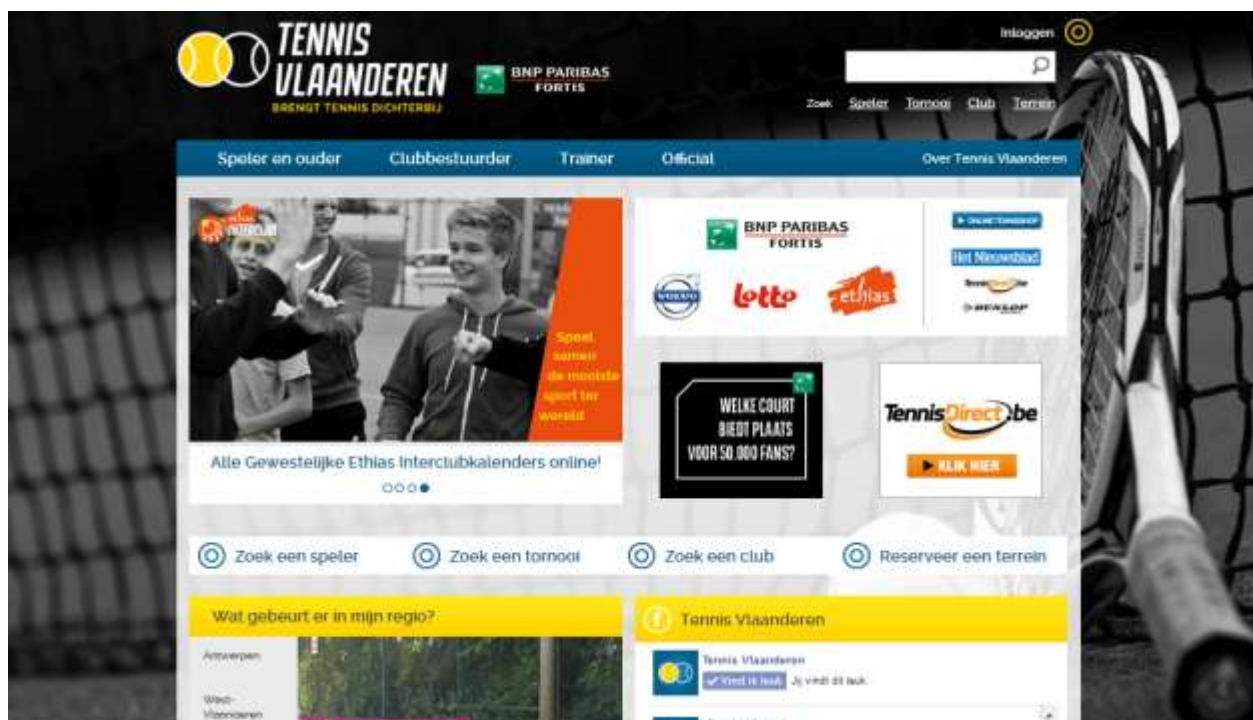 TENNIS
VLAANDEREN
BRENGT TENNIS DICHTERBIJ
BNP PARIBAS
FORTIS
Inloggen
Zoek Speler Tornooi Club Terrein
Speler en ouder Clubbestuurder Trainer Official Over Tennis Vlaanderen
ethias
Speel
samen
de mooiste
sport ter
wereld
Alle Gewestelijke Ethias Interclubkalenders online!
BNP PARIBAS
FORTIS
VOLVO
lotto
ethias
Het Nieuwsblad
TennisDirect.be
DUNLOP
WELKE COURT
BIEDT PLAATS
VOOR 50.000 FANS?
TennisDirect.be
KLIK HIER
Zoek een speler Zoek een tornooi Zoek een club Reserveer een terrein
Wat gebeurt er in mijn regio?
Antwerpen
West-
Vlaanderen
f Tennis Vlaanderen
Tennis Vlaanderen
Vind ik leuk Jij vindt dit leuk.